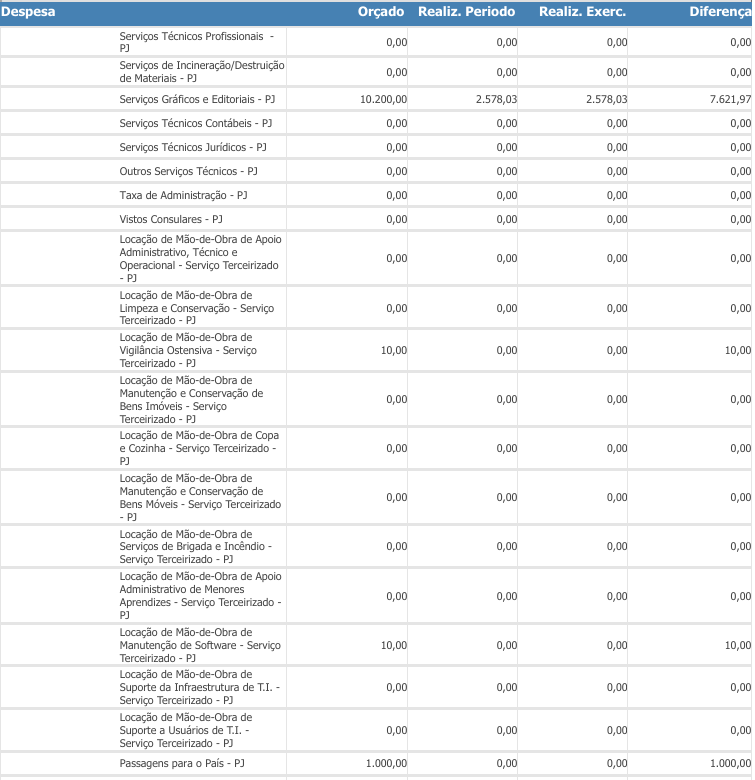 Despesa Orçado Realiz. Periodo Realiz. Exerc. Diferença
Serviços Técnicos Profissionais -
PJ 0,00 0,00 0,00 0,00
Serviços de Incineração/Destruição
de Materiais - PJ 0,00 0,00 0,00 0,00
Serviços Gráficos e Editoriais - PJ 10.200,00 2.578,03 2.578,03 7.621,97
Serviços Técnicos Contábeis - PJ 0,00 0,00 0,00 0,00
Serviços Técnicos Jurídicos - PJ 0,00 0,00 0,00 0,00
Outros Serviços Técnicos - PJ 0,00 0,00 0,00 0,00
Taxa de Administração - PJ 0,00 0,00 0,00 0,00
Vistos Consulares - PJ 0,00 0,00 0,00 0,00
Locação de Mão-de-Obra de Apoio
Administrativo, Técnico e
Operacional - Serviço Terceirizado
- PJ 0,00 0,00 0,00 0,00
Locação de Mão-de-Obra de
Limpeza e Conservação - Serviço
Terceirizado - PJ 0,00 0,00 0,00 0,00
Locação de Mão-de-Obra de
Vigilância Ostensiva - Serviço
Terceirizado - PJ 10,00 0,00 0,00 10,00
Locação de Mão-de-Obra de
Manutenção e Conservação de
Bens Imóveis - Serviço
Terceirizado - PJ 0,00 0,00 0,00 0,00
Locação de Mão-de-Obra de Copa
e Cozinha - Serviço Terceirizado -
PJ 0,00 0,00 0,00 0,00
Locação de Mão-de-Obra de
Manutenção e Conservação de
Bens Móveis - Serviço Terceirizado
- PJ 0,00 0,00 0,00 0,00
Locação de Mão-de-Obra de
Serviços de Brigada e Incêndio -
Serviço Terceirizado - PJ 0,00 0,00 0,00 0,00
Locação de Mão-de-Obra de Apoio
Administrativo de Menores
Aprendizes - Serviço Terceirizado -
PJ 0,00 0,00 0,00 0,00
Locação de Mão-de-Obra de
Manutenção de Software - Serviço
Terceirizado - PJ 10,00 0,00 0,00 10,00
Locação de Mão-de-Obra de
Suporte da Infraestrutura de T.I. -
Serviço Terceirizado - PJ 0,00 0,00 0,00 0,00
Locação de Mão-de-Obra de
Suporte a Usuários de T.I. -
Serviço Terceirizado - PJ 0,00 0,00 0,00 0,00
Passagens para o País - PJ 1.000,00 0,00 0,00 1.000,00